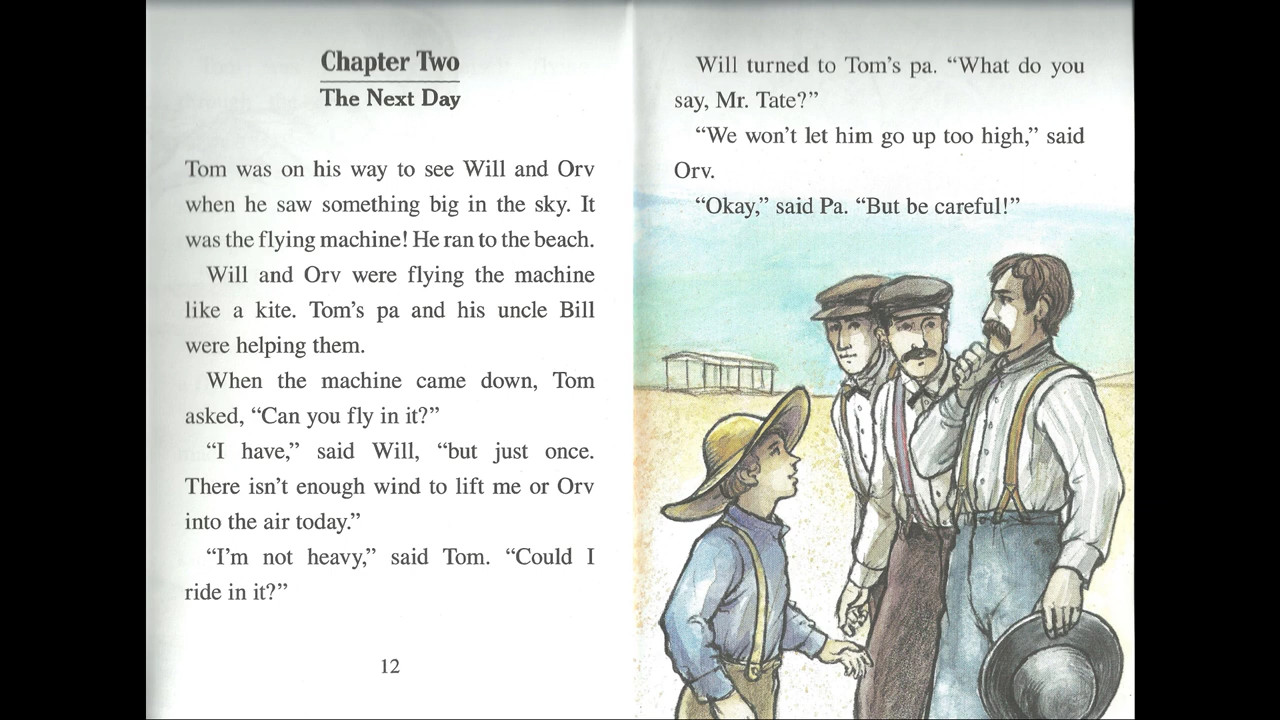 Chapter Two
The Next Day
Tom was on his way to see Will and Orv
when he saw something big in the sky. It
was the flying machine! He ran to the beach.
Will and Orv were flying the machine
like a kite. Tom’s pa and his uncle Bill
were helping them.
When the machine came down, Tom
asked, “Can you fly in it?”
“I have,” said Will, “but just once.
There isn’t enough wind to lift me or Orv
into the air today.”
“I’m not heavy,” said Tom. “Could I
ride in it?”
12
Will turned to Tom’s pa. “What do you
say, Mr. Tate?”
“We won’t let him go up too high,” said
Orv.
“Okay,” said Pa. “But be careful!”